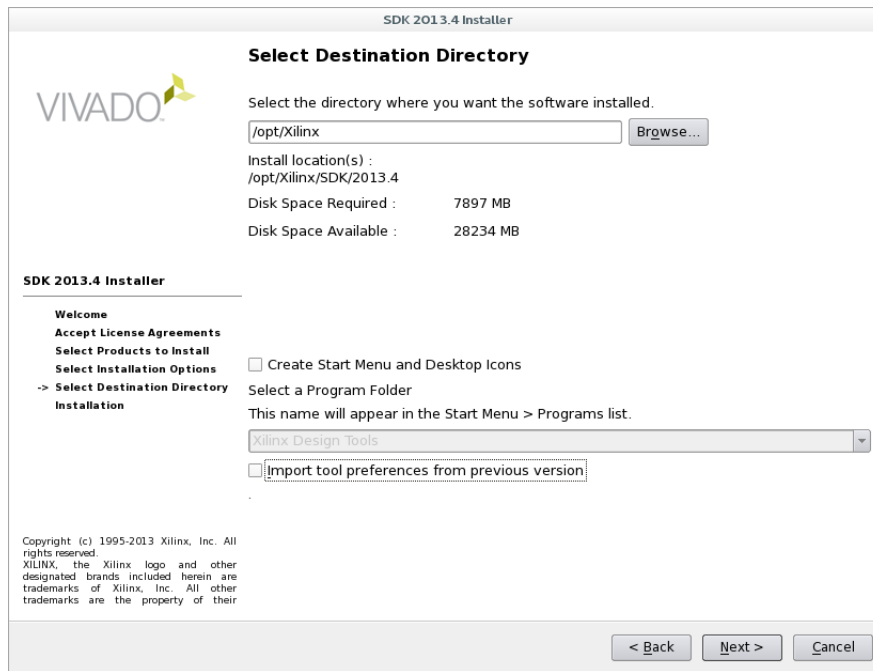 SDK 2013.4 Installer
VIVADO
Select Destination Directory
Select the directory where you want the software installed.
/opt/Xilinx
Browse...
Install location(s) :
/opt/Xilinx/SDK/2013.4
Disk Space Required : 7897 MB
Disk Space Available : 28234 MB
SDK 2013.4 Installer
Welcome
Accept License Agreements
Select Products to Install
Select Installation Options
-> Select Destination Directory
Installation
Create Start Menu and Desktop Icons
Select a Program Folder
This name will appear in the Start Menu > Programs list.
Xilinx Design Tools
Import tool preferences from previous version
.
Copyright (c) 1995-2013 Xilinx, Inc. All
rights reserved.
XILINX, the Xilinx logo and other
designated brands included herein are
trademarks of Xilinx, Inc. All other
trademarks are the property of their
< Back
Next >
Cancel